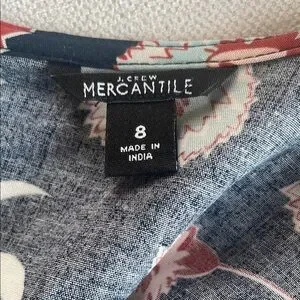 J.CREW
MERCANTILE
8
MADE IN
INDIA